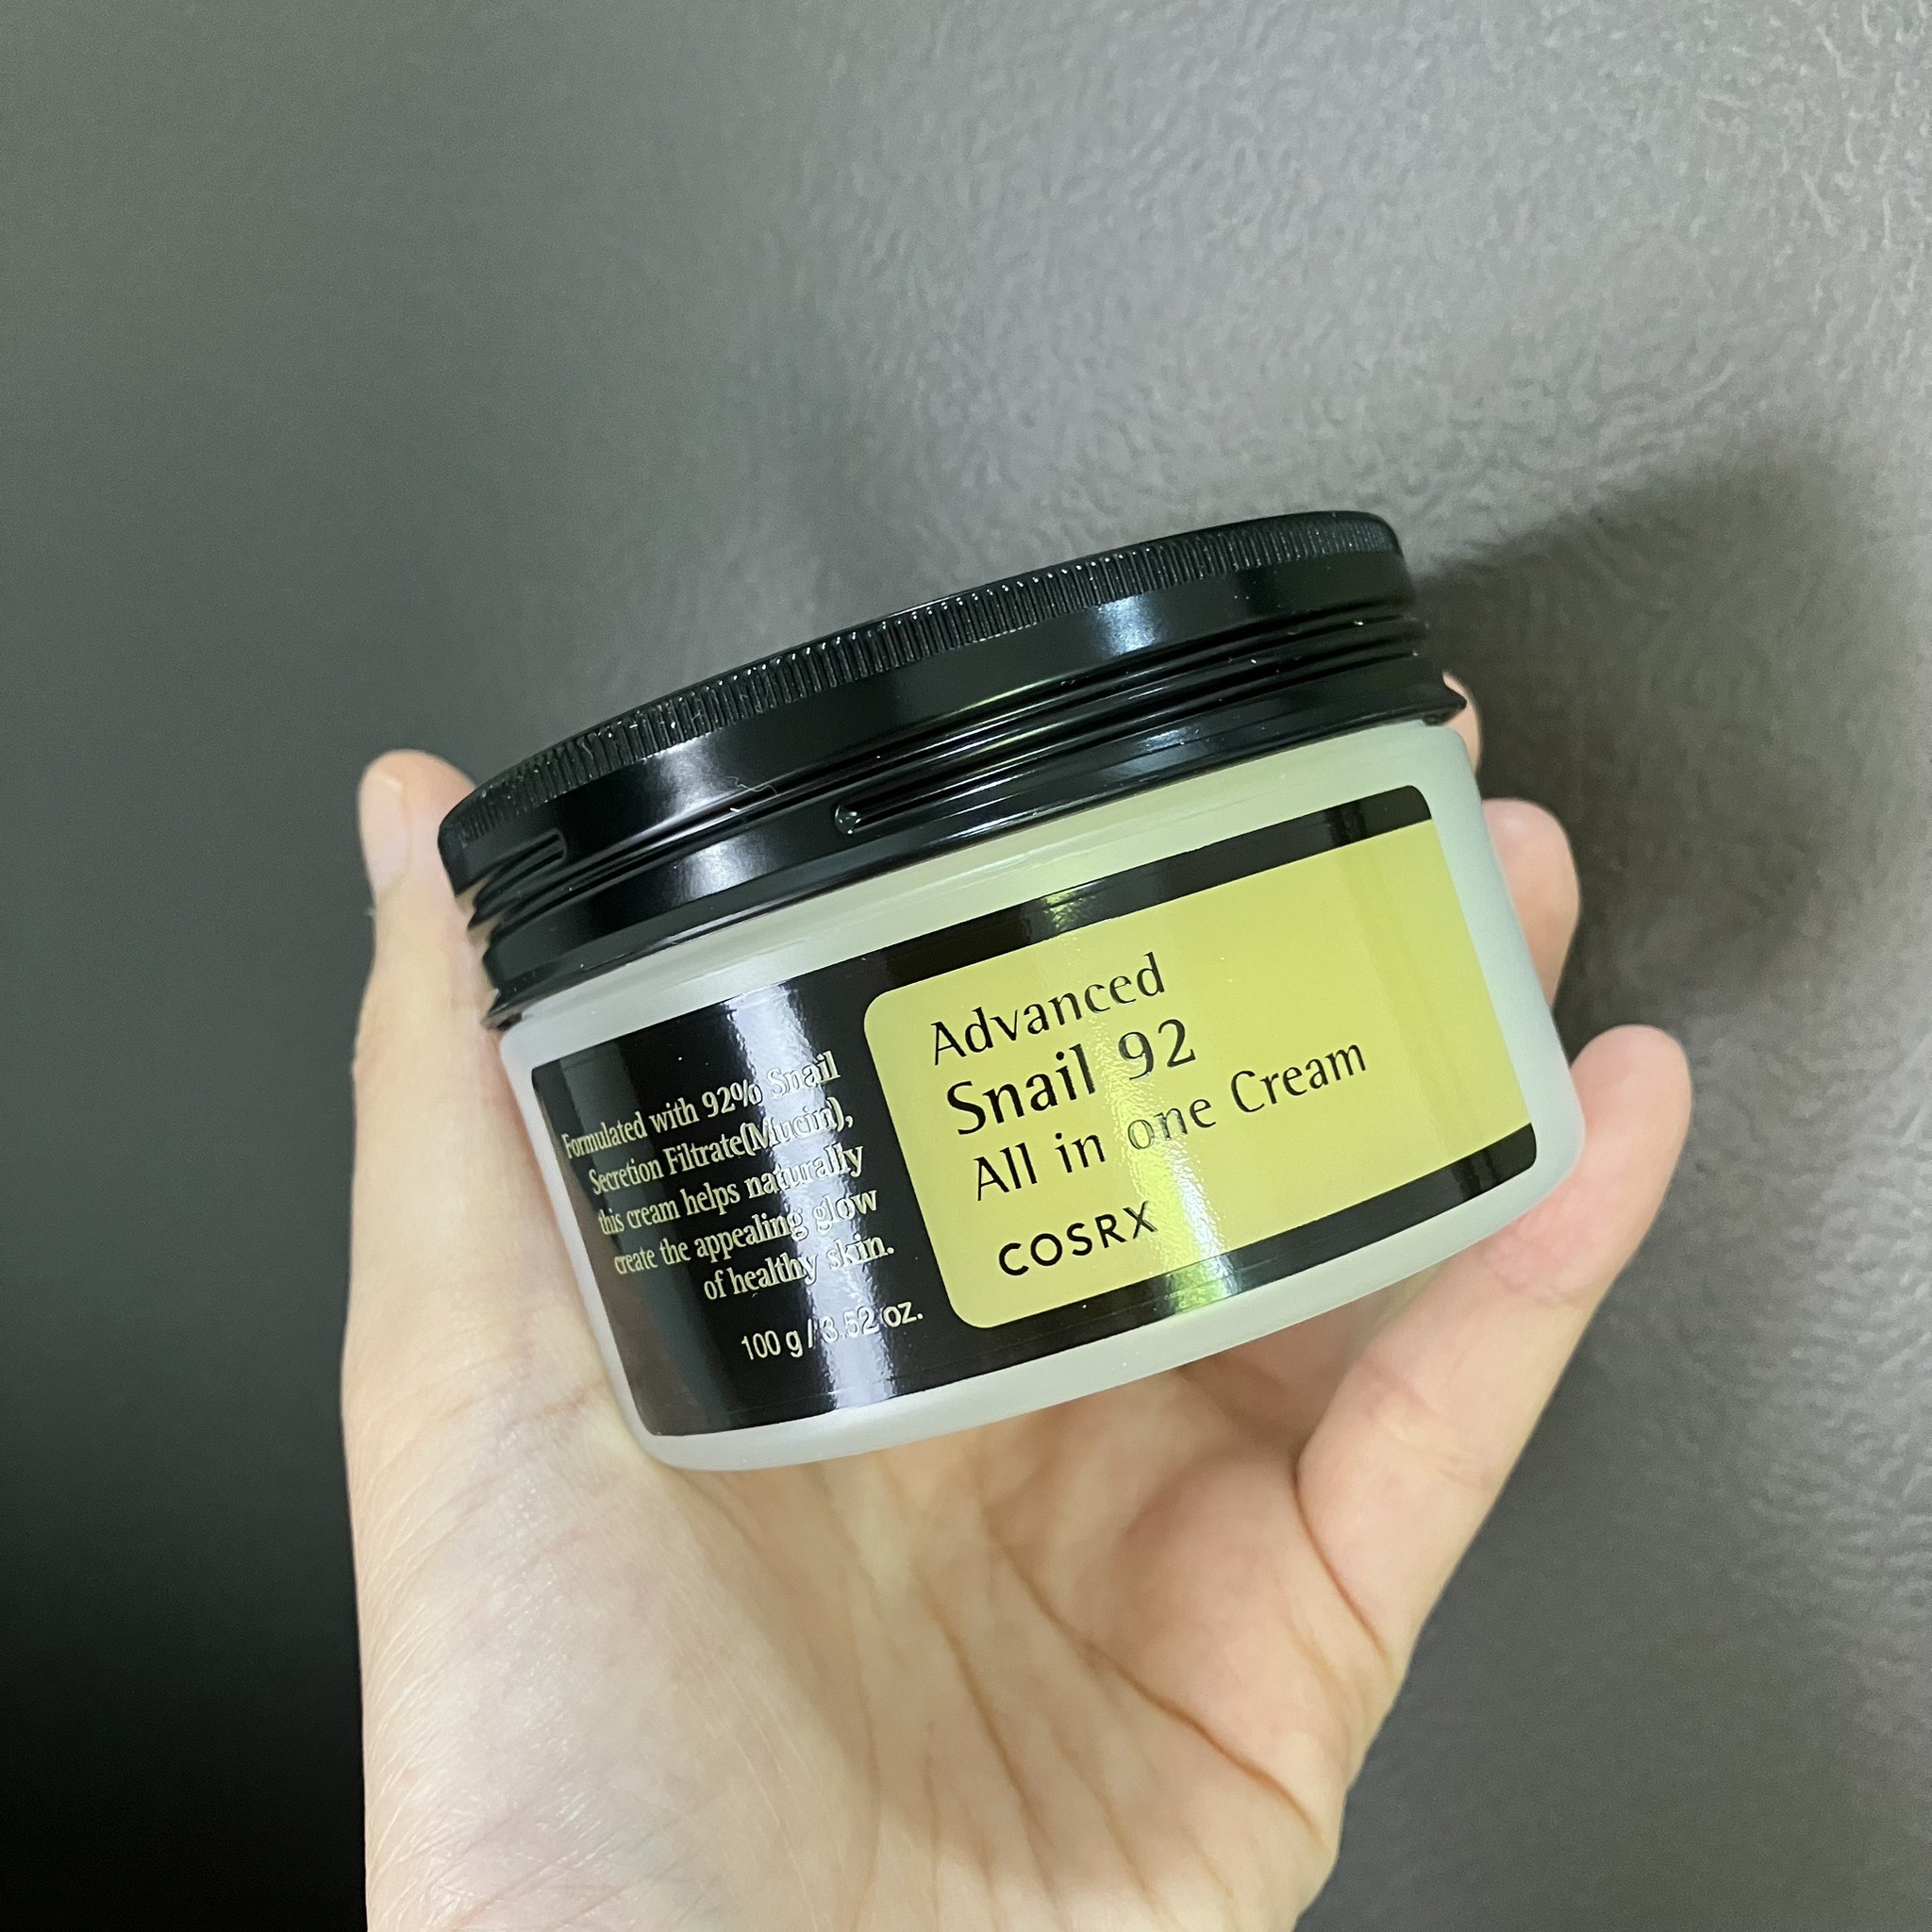 Formulated with 92% Snail
Secretion Filtrate(Mucin),
this cream helps naturally
create the appealing glow
of healthy skin.
100 g / 3.52 oz.
Advanced
Snail 92
All in one Cream
COSRX